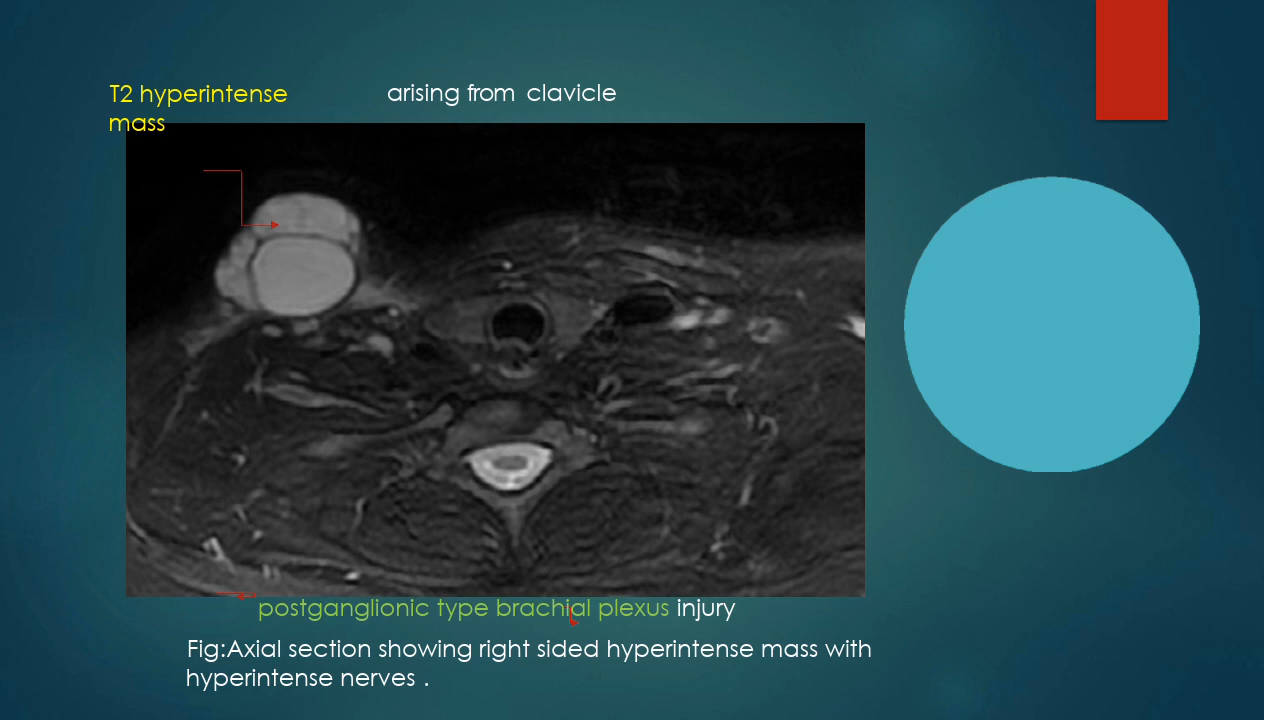 T2 hyperintense
mass
arising from clavicle
postganglionic type brachial plexus injury
Fig:Axial section showing right sided hyperintense mass with
hyperintense nerves .